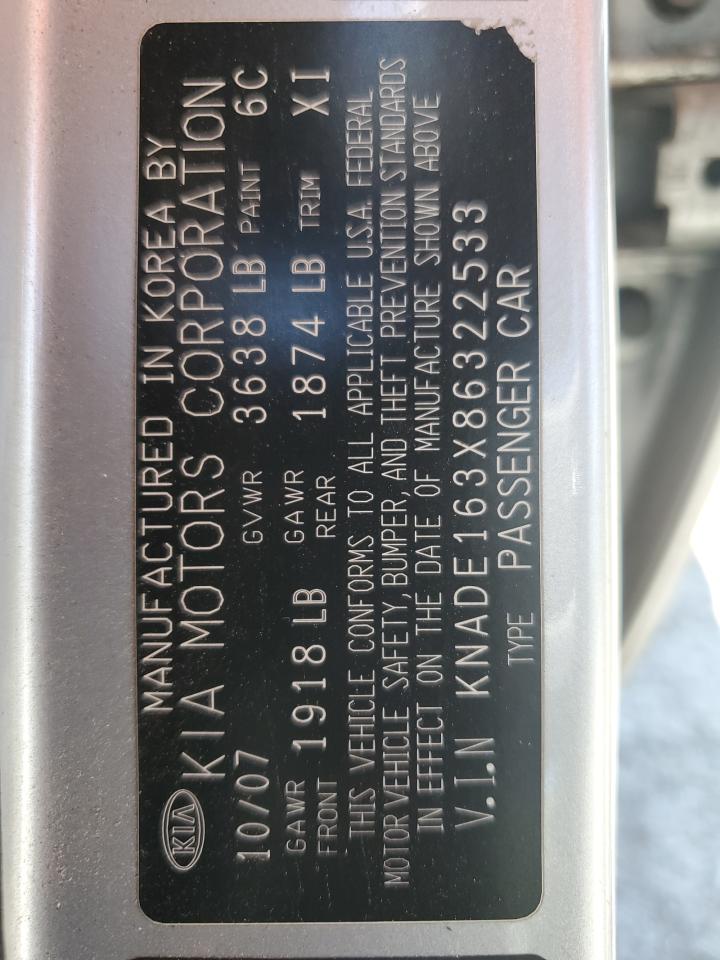 MANUFACTURED IN KOREA BY
KIA KIA MOTORS CORPORATION
10/07 GVWR 3638 LB PAINT 6C
GAWR FRONT 1918 LB GAWR REAR 1874 LB TRIM XI
THIS VEHICLE CONFORMS TO ALL APPLICABLE U.S.A. FEDERAL
MOTOR VEHICLE SAFETY, BUMPER, AND THEFT PREVENTION STANDARDS
IN EFFECT ON THE DATE OF MANUFACTURE SHOWN ABOVE
V.I.N KNADE163X86322533
TYPE PASSENGER CAR